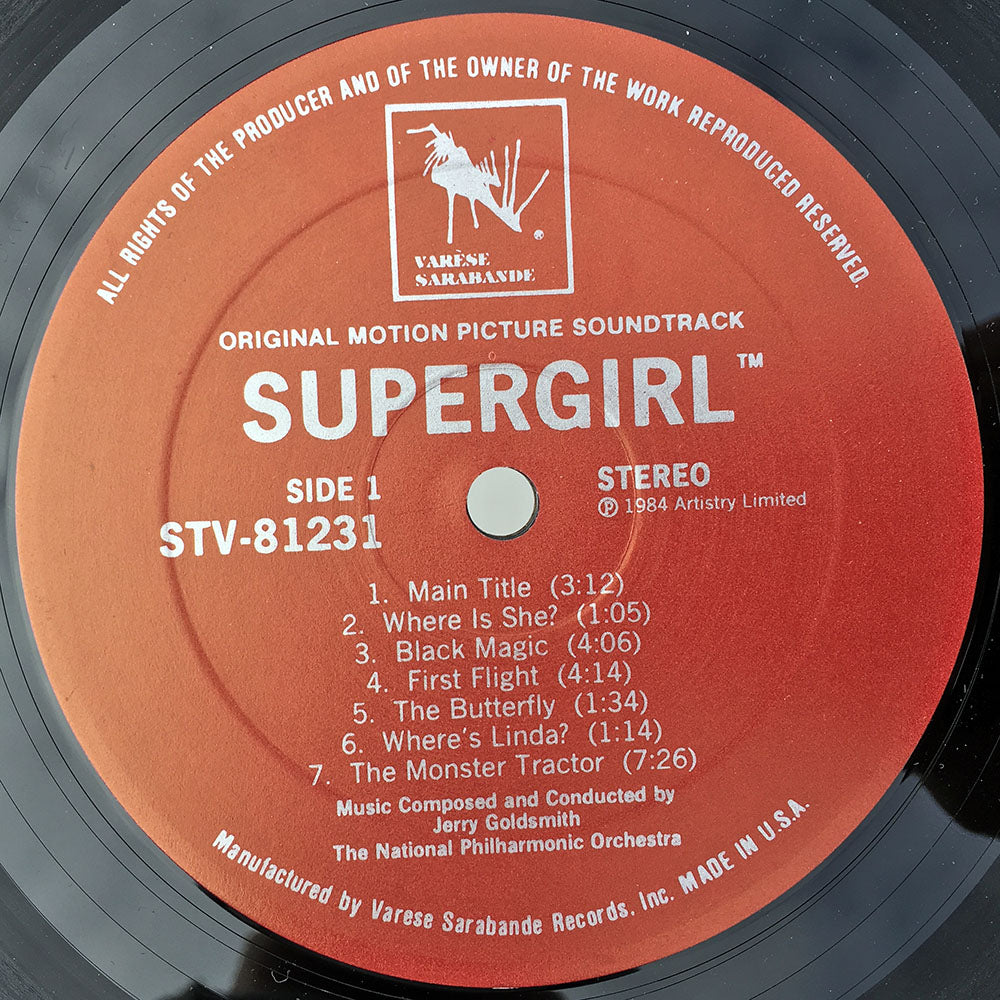 ALL RIGHTS OF THE PRODUCER AND OF THE OWNER OF THE WORK REPRODUCED RESERVED.
VARÈSE
SARABANDE
ORIGINAL MOTION PICTURE SOUNDTRACK
SUPERGIRL™
SIDE 1
STV-81231
STEREO
℗ 1984 Artistry Limited
1. Main Title (3:12)
2. Where Is She? (1:05)
3. Black Magic (4:06)
4. First Flight (4:14)
5. The Butterfly (1:34)
6. Where's Linda? (1:14)
7. The Monster Tractor (7:26)
Music Composed and Conducted by
Jerry Goldsmith
The National Philharmonic Orchestra
Manufactured by Varese Sarabande Records, Inc. MADE IN U.S.A.